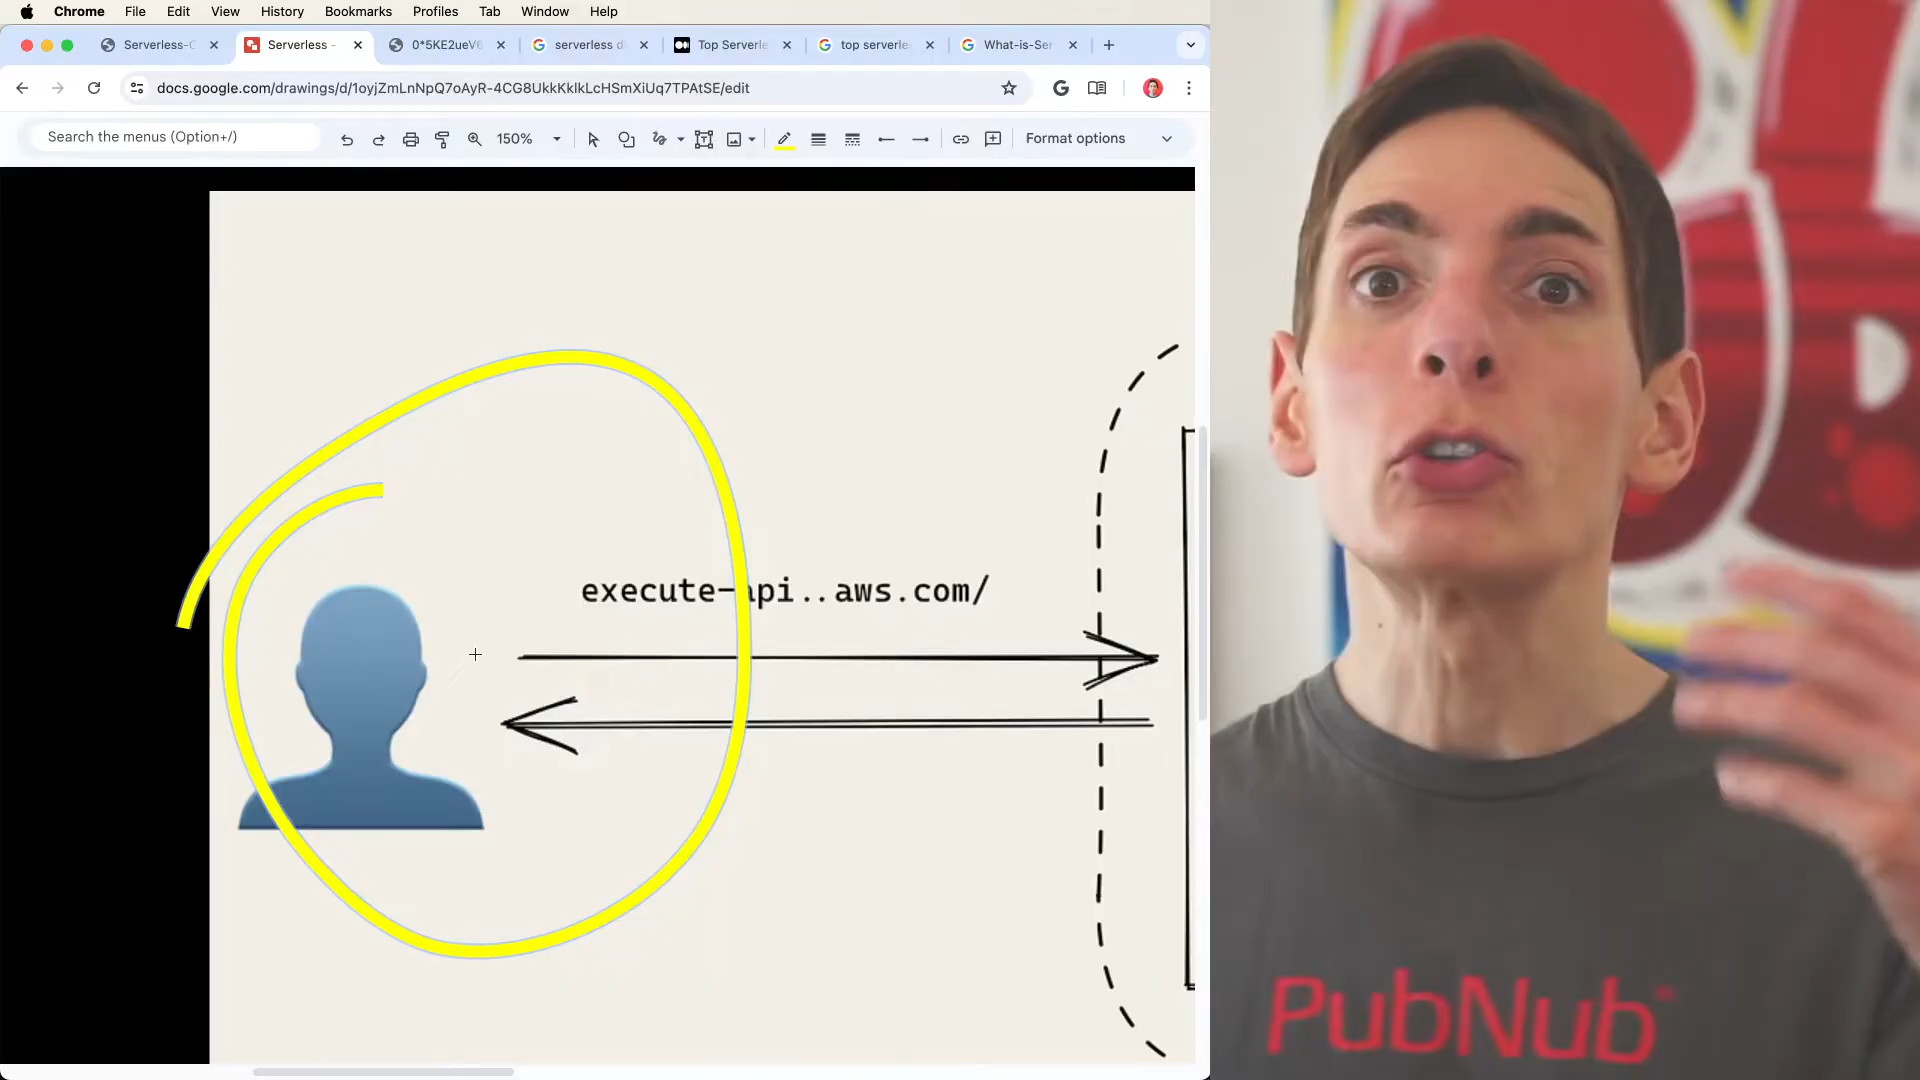 Chrome File Edit View History Bookmarks Profiles Tab Window Help
Serverless-C
Serverless -
0*5KE2ueV6
serverless d
Top Serverle
top serverle
What-is-Ser
docs.google.com/drawings/d/1oyjZmLnNpQ7oAyR-4CG8UkkKklkLcHSmXiUq7TPAtSE/edit
Search the menus (Option+/)
150%
Format options
execute-api..aws.com/
PubNub